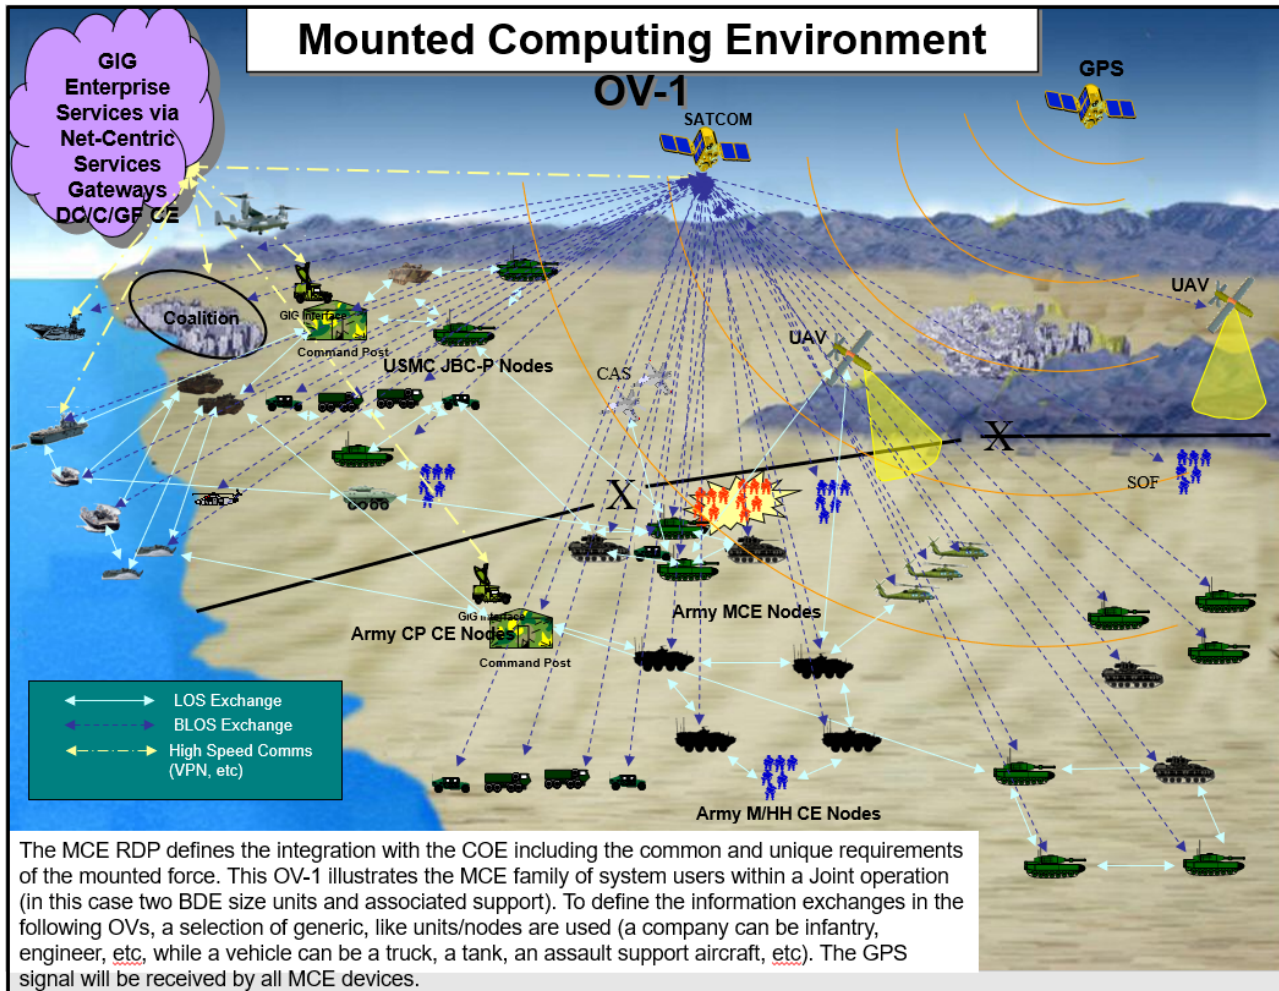 Mounted Computing Environment
OV-1
GIG
Enterprise
Services via
Net-Centric
Services
Gateways
DC/C/GF CE
GPS
SATCOM
UAV
UAV
Coalition
GIG Interface
Command Post
USMC JBC-P Nodes
CAS
X
X
SOF
Army MCE Nodes
GIG Interface
Army CP CE Nodes
Command Post
LOS Exchange
BLOS Exchange
High Speed Comms
(VPN, etc)
Army M/HH CE Nodes
The MCE RDP defines the integration with the COE including the common and unique requirements
of the mounted force. This OV-1 illustrates the MCE family of system users within a Joint operation
(in this case two BDE size units and associated support). To define the information exchanges in the
following OVs, a selection of generic, like units/nodes are used (a company can be infantry,
engineer, etc, while a vehicle can be a truck, a tank, an assault support aircraft, etc). The GPS
signal will be received by all MCE devices.